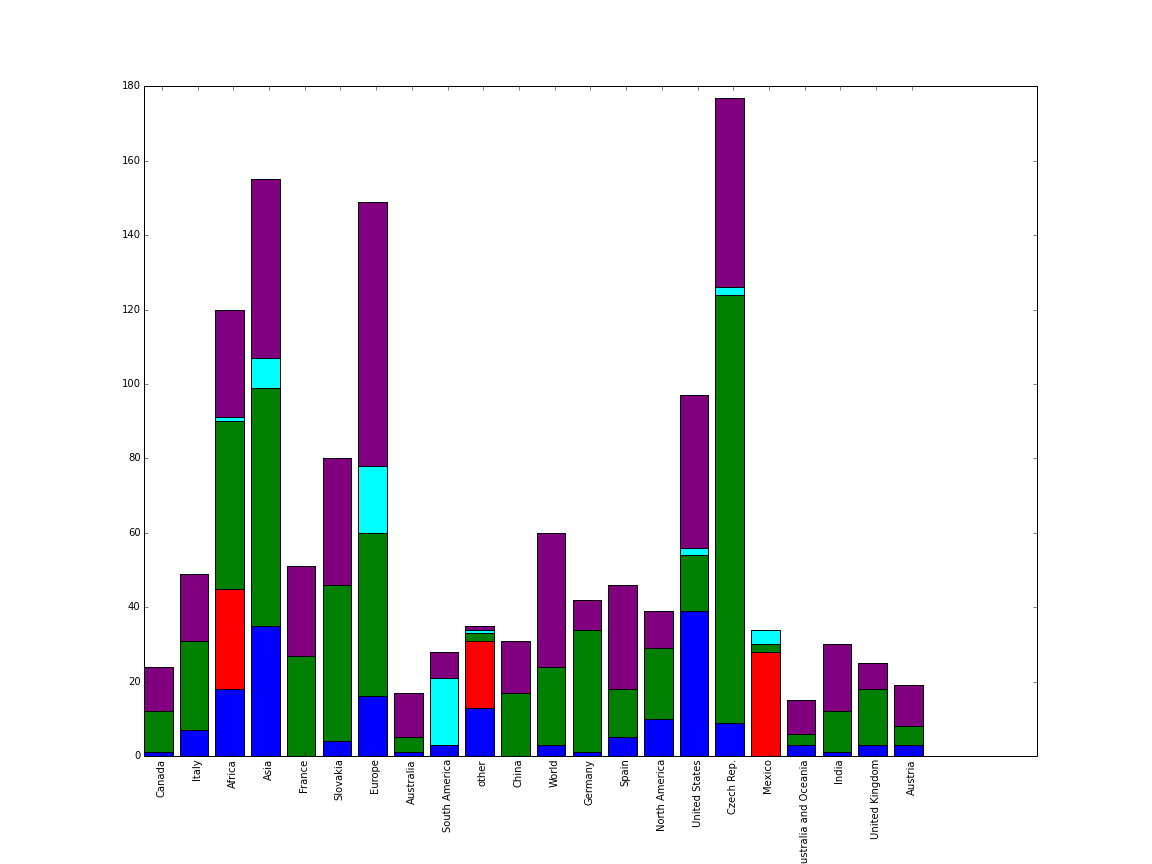 180
160
140
120
100
80
60
40
20
0
Canada
Italy
Africa
Asia
France
Slovakia
Europe
Australia
South America
other
China
World
Germany
Spain
North America
United States
Czech Rep.
Mexico
ustralia and Oceania
India
United Kingdom
Austria